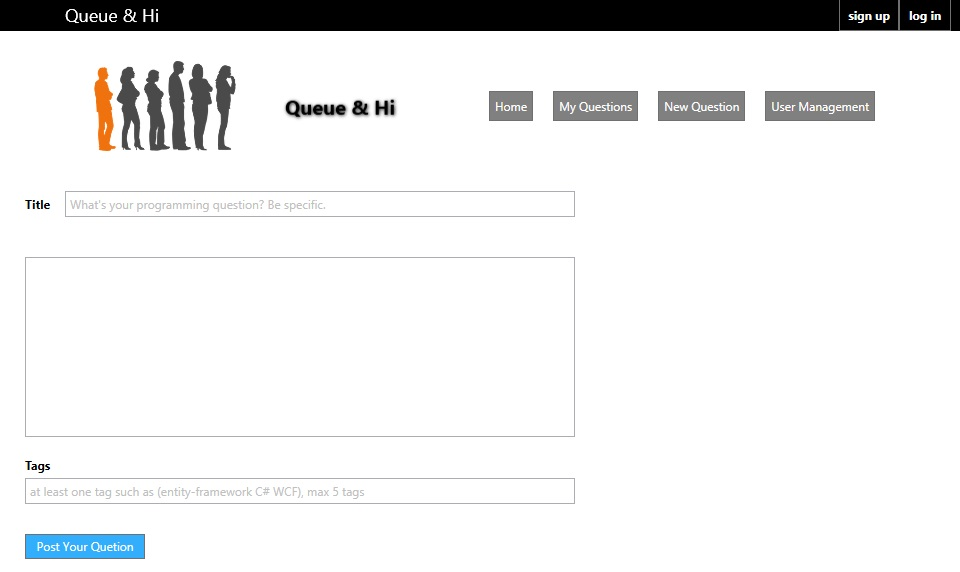 Queue & Hi
sign up
log in
Queue & Hi
Home
My Questions
New Question
User Management
Title
What's your programming question? Be specific.
Tags
at least one tag such as (entity-framework C# WCF), max 5 tags
Post Your Quetion